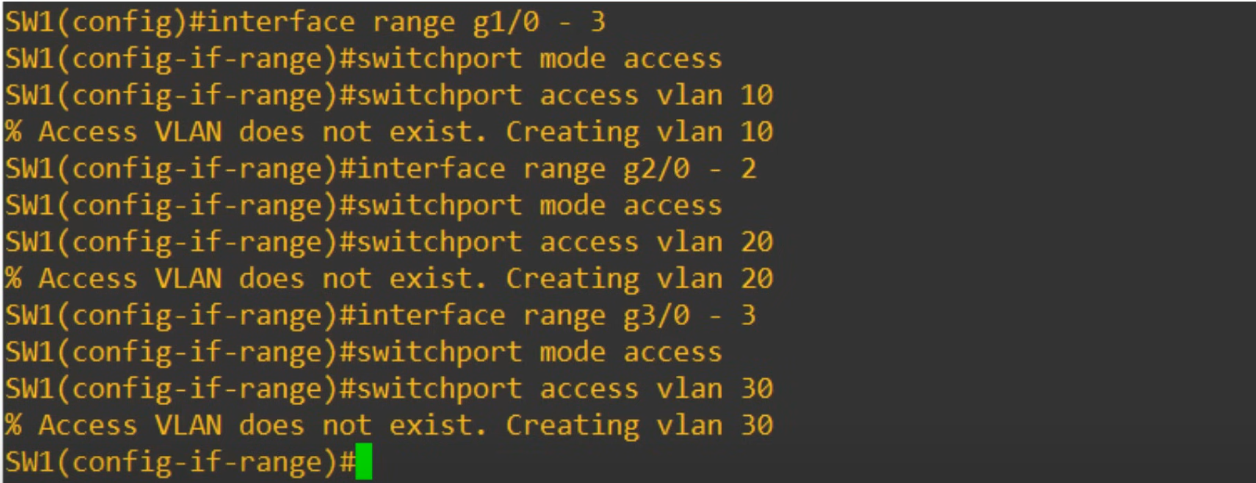 SW1(config)#interface range g1/0 - 3
SW1(config-if-range)#switchport mode access
SW1(config-if-range)#switchport access vlan 10
% Access VLAN does not exist. Creating vlan 10
SW1(config-if-range)#interface range g2/0 - 2
SW1(config-if-range)#switchport mode access
SW1(config-if-range)#switchport access vlan 20
% Access VLAN does not exist. Creating vlan 20
SW1(config-if-range)#interface range g3/0 - 3
SW1(config-if-range)#switchport mode access
SW1(config-if-range)#switchport access vlan 30
% Access VLAN does not exist. Creating vlan 30
SW1(config-if-range)#